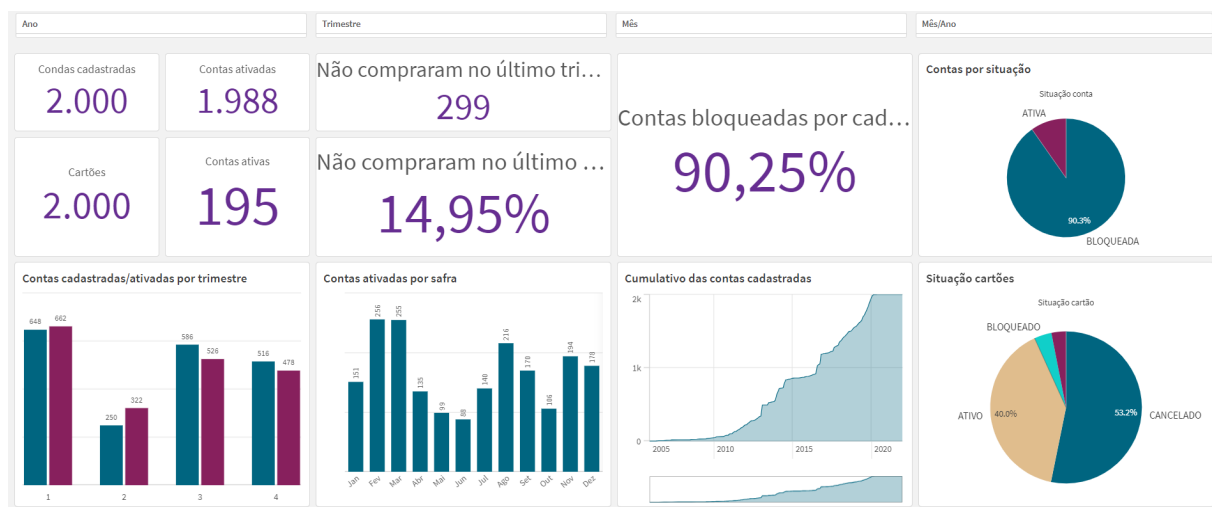 Ano
Trimestre
Mês
Mês/Ano
Condas cadastradas
2.000
Contas ativadas
1.988
Não compraram no último tri...
299
Contas bloqueadas por cad...
90,25%
Contas por situação
Situação conta
ATIVA
90.3%
BLOQUEADA
Cartões
2.000
Contas ativas
195
Não compraram no último ...
14,95%
Contas cadastradas/ativadas por trimestre
648
662
250
322
586
526
516
478
1
2
3
4
Contas ativadas por safra
151
256
255
135
99
88
140
216
170
106
194
178
Jan
Fev
Mar
Abr
Mai
Jun
Jul
Ago
Set
Out
Nov
Dez
Cumulativo das contas cadastradas
2k
1k
0
2005
2010
2015
2020
Situação cartões
Situação cartão
BLOQUEADO
ATIVO
40.0%
53.2%
CANCELADO